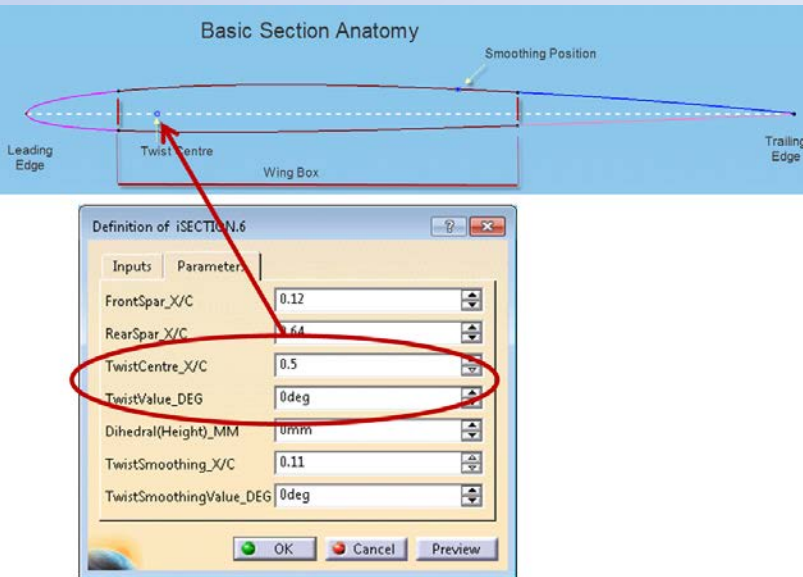 Basic Section Anatomy
Smoothing Position
Leading
Edge
Twist Centre
Wing Box
Trailing
Edge
Definition of iSECTION.6
Inputs Parameters
FrontSpar_X/C 0.12
RearSpar_X/C 0.64
TwistCentre_X/C 0.5
TwistValue_DEG 0deg
Dihedral(Height)_MM 0mm
TwistSmoothing_X/C 0.11
TwistSmoothingValue_DEG 0deg
OK Cancel Preview